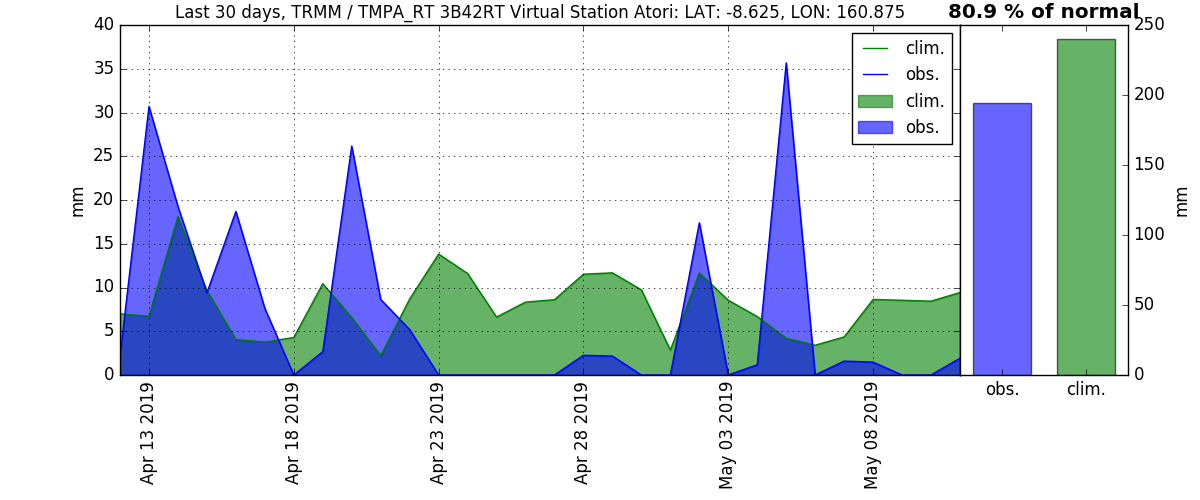 Last 30 days, TRMM / TMPA_RT 3B42RT Virtual Station Atori: LAT: -8.625, LON: 160.875
80.9 % of normal
40
35
30
25
20
15
10
5
0
mm
clim.
obs.
clim.
obs.
Apr 13 2019
Apr 18 2019
Apr 23 2019
Apr 28 2019
May 03 2019
May 08 2019
250
200
150
100
50
0
mm
obs.
clim.